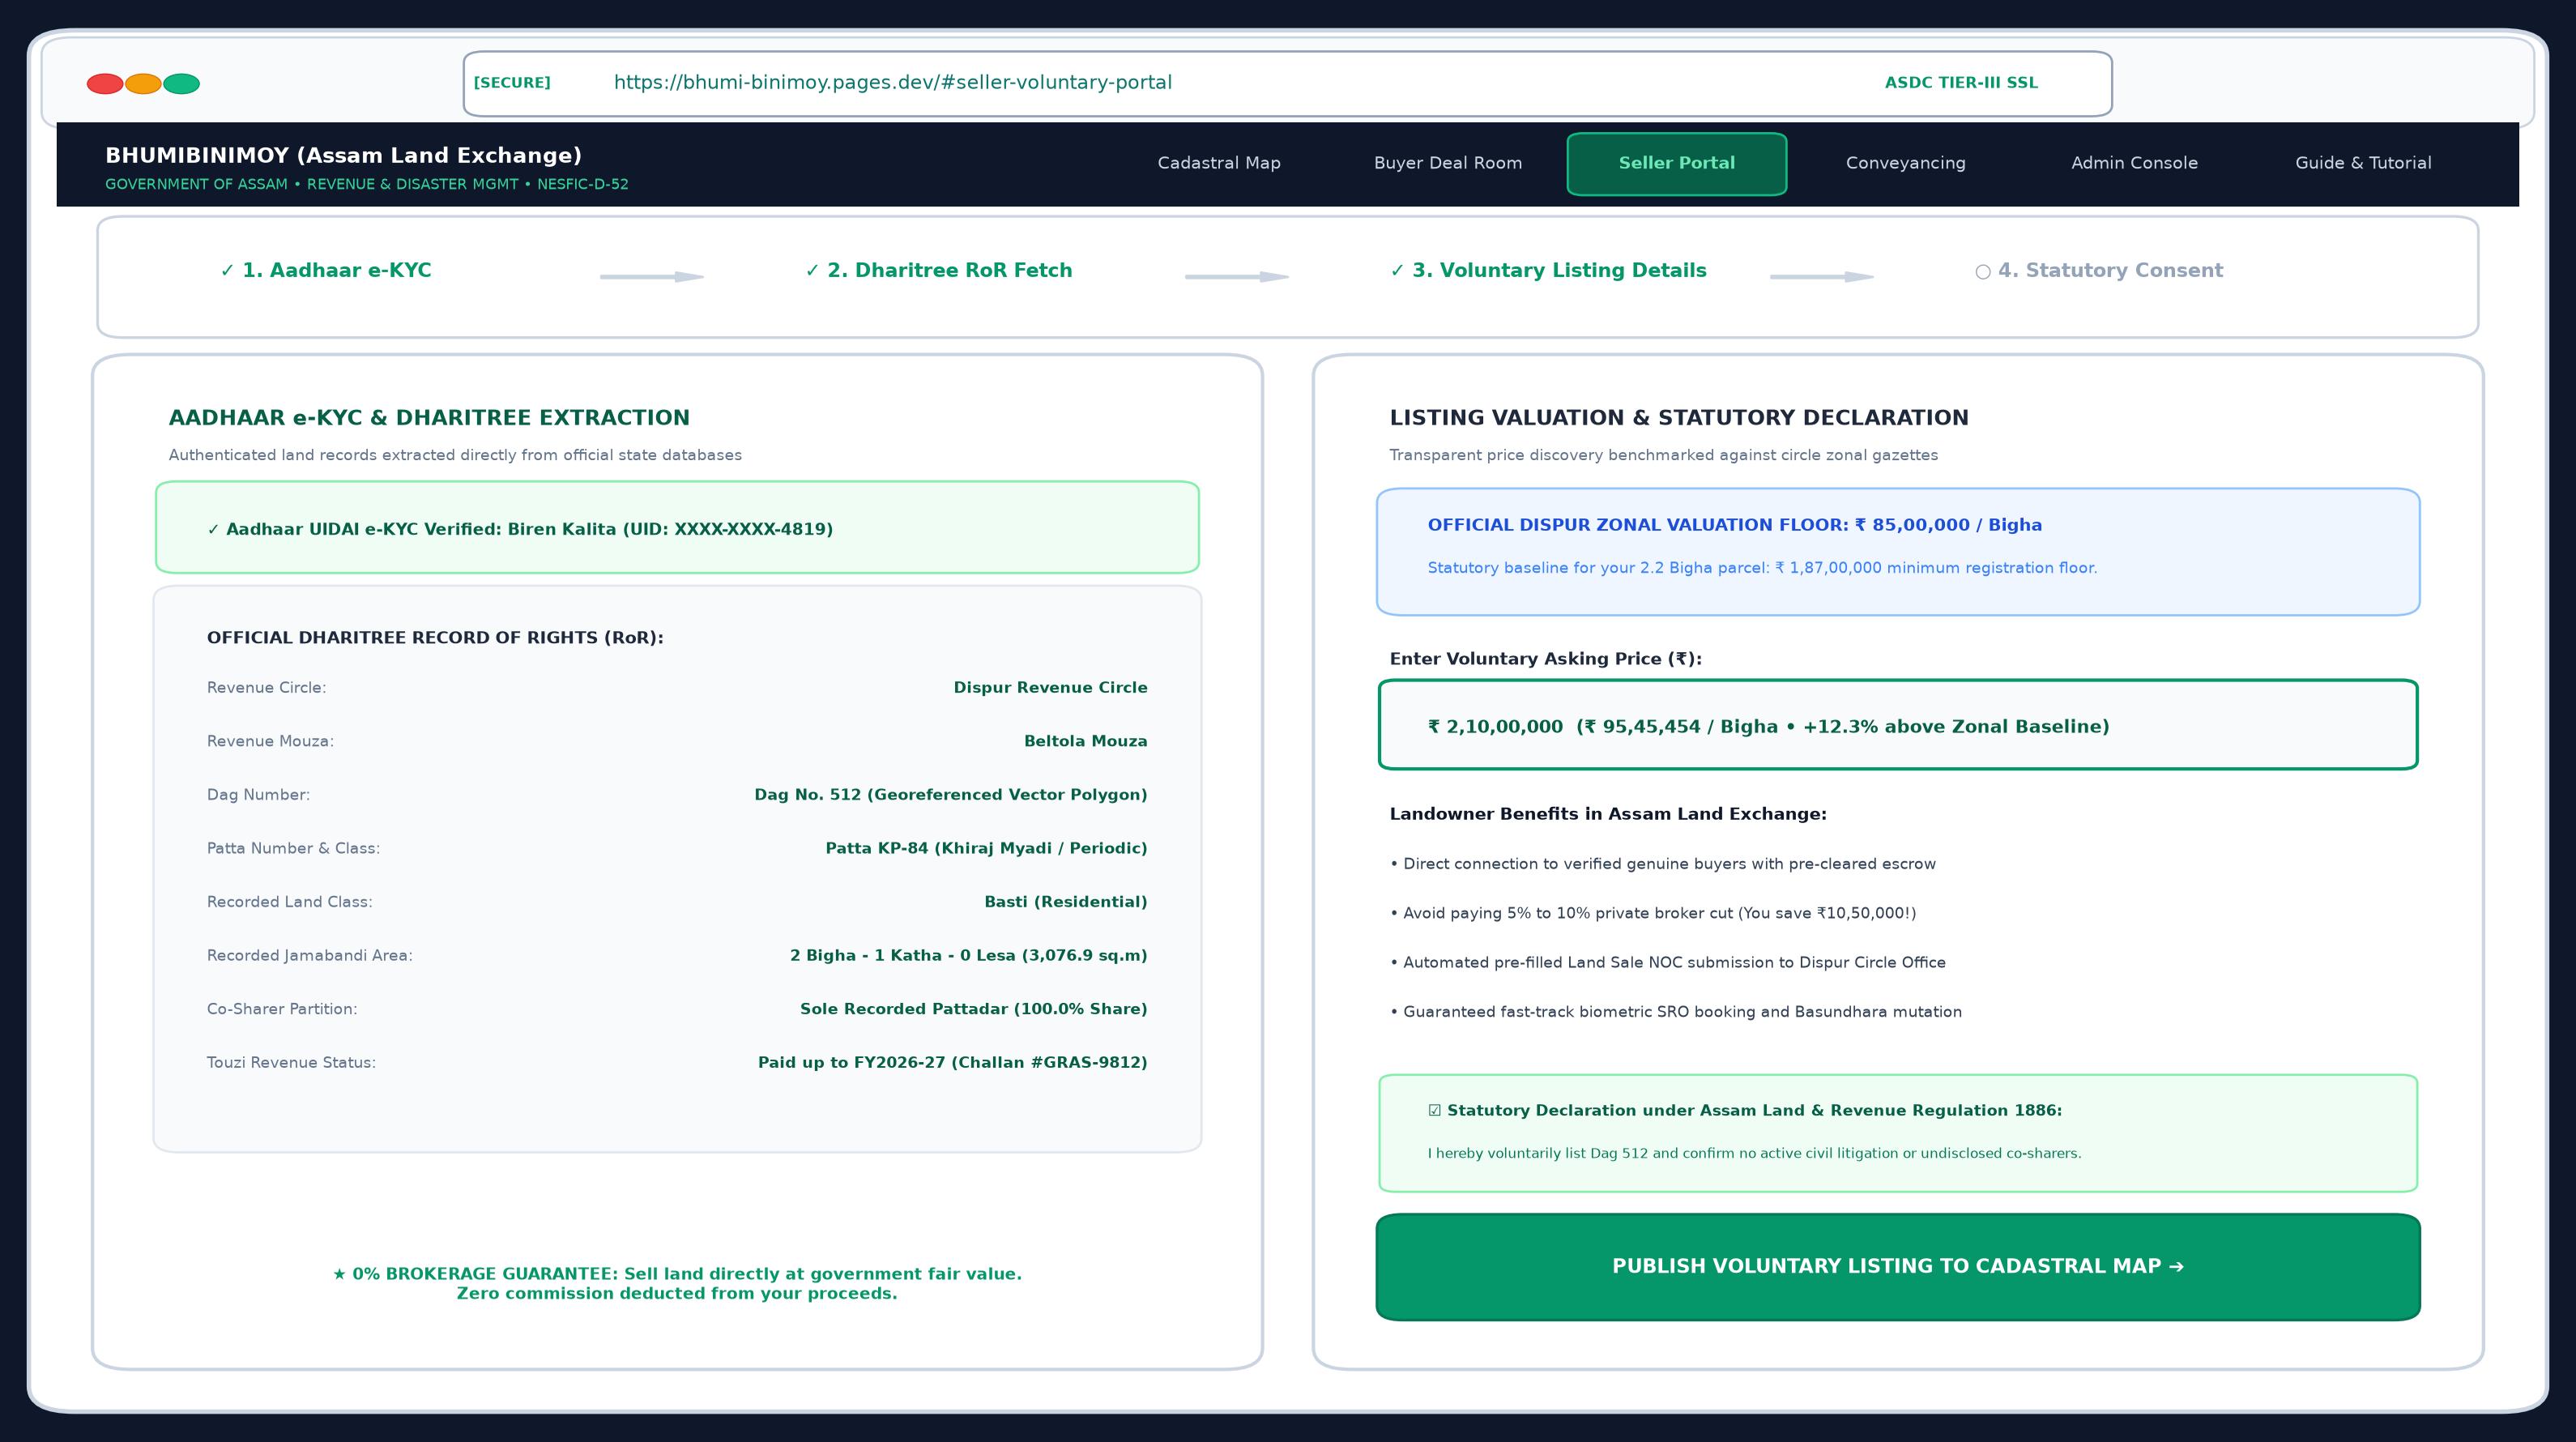 [SECURE] https://bhumi-binimoy.pages.dev/#seller-voluntary-portal ASDC TIER-III SSL
BHUMIBINIMOY (Assam Land Exchange)
GOVERNMENT OF ASSAM • REVENUE & DISASTER MGMT • NESFIC-D-52
Cadastral Map Buyer Deal Room Seller Portal Conveyancing Admin Console Guide & Tutorial
✓ 1. Aadhaar e-KYC ✓ 2. Dharitree RoR Fetch ✓ 3. Voluntary Listing Details ○ 4. Statutory Consent
AADHAAR e-KYC & DHARITREE EXTRACTION
Authenticated land records extracted directly from official state databases
✓ Aadhaar UIDAI e-KYC Verified: Biren Kalita (UID: XXXX-XXXX-4819)
OFFICIAL DHARITREE RECORD OF RIGHTS (RoR):
Revenue Circle: Dispur Revenue Circle
Revenue Mouza: Beltola Mouza
Dag Number: Dag No. 512 (Georeferenced Vector Polygon)
Patta Number & Class: Patta KP-84 (Khiraj Myadi / Periodic)
Recorded Land Class: Basti (Residential)
Recorded Jamabandi Area: 2 Bigha - 1 Katha - 0 Lesa (3,076.9 sq.m)
Co-Sharer Partition: Sole Recorded Pattadar (100.0% Share)
Touzi Revenue Status: Paid up to FY2026-27 (Challan #GRAS-9812)
★ 0% BROKERAGE GUARANTEE: Sell land directly at government fair value.
Zero commission deducted from your proceeds.
LISTING VALUATION & STATUTORY DECLARATION
Transparent price discovery benchmarked against circle zonal gazettes
OFFICIAL DISPUR ZONAL VALUATION FLOOR: ₹ 85,00,000 / Bigha
Statutory baseline for your 2.2 Bigha parcel: ₹ 1,87,00,000 minimum registration floor.
Enter Voluntary Asking Price (₹):
₹ 2,10,00,000 (₹ 95,45,454 / Bigha • +12.3% above Zonal Baseline)
Landowner Benefits in Assam Land Exchange:
• Direct connection to verified genuine buyers with pre-cleared escrow
• Avoid paying 5% to 10% private broker cut (You save ₹10,50,000!)
• Automated pre-filled Land Sale NOC submission to Dispur Circle Office
• Guaranteed fast-track biometric SRO booking and Basundhara mutation
☑ Statutory Declaration under Assam Land & Revenue Regulation 1886:
I hereby voluntarily list Dag 512 and confirm no active civil litigation or undisclosed co-sharers.
PUBLISH VOLUNTARY LISTING TO CADASTRAL MAP ➔